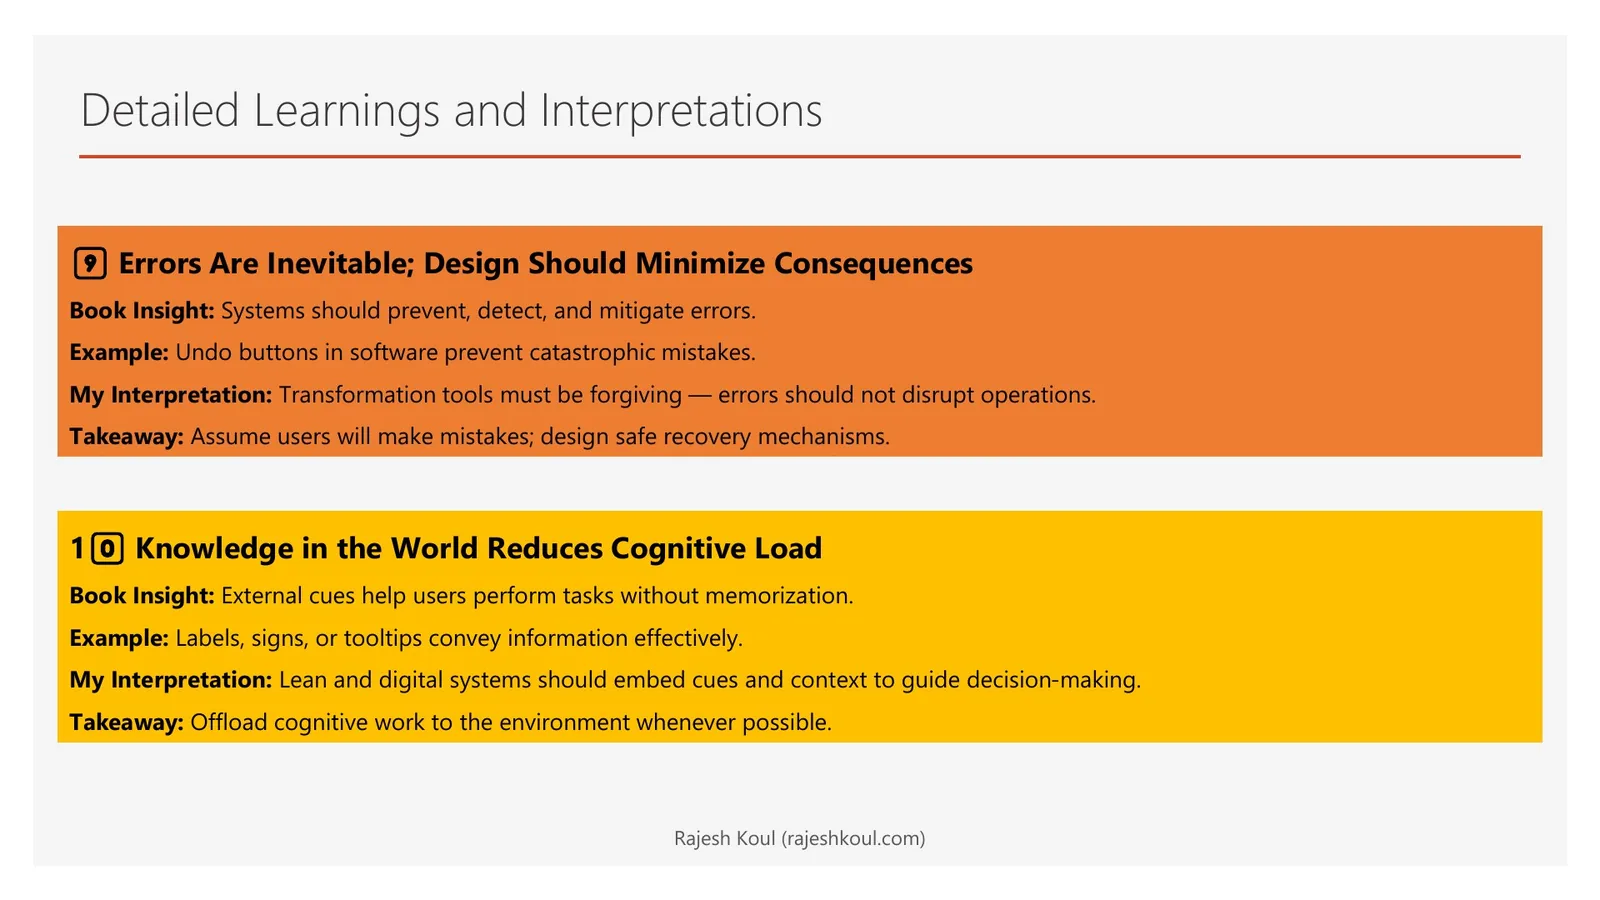 Detailed Learnings and Interpretations
9 Errors Are Inevitable; Design Should Minimize Consequences
Book Insight: Systems should prevent, detect, and mitigate errors.
Example: Undo buttons in software prevent catastrophic mistakes.
My Interpretation: Transformation tools must be forgiving — errors should not disrupt operations.
Takeaway: Assume users will make mistakes; design safe recovery mechanisms.
10 Knowledge in the World Reduces Cognitive Load
Book Insight: External cues help users perform tasks without memorization.
Example: Labels, signs, or tooltips convey information effectively.
My Interpretation: Lean and digital systems should embed cues and context to guide decision-making.
Takeaway: Offload cognitive work to the environment whenever possible.
Rajesh Koul (rajeshkoul.com)